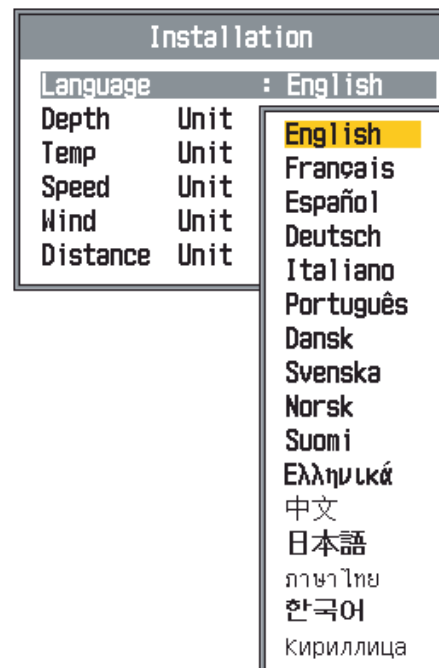 Installation
Language : English
Depth Unit
Temp Unit
Speed Unit
Wind Unit
Distance Unit
English
Français
Español
Deutsch
Italiano
Português
Dansk
Svenska
Norsk
Suomi
Ελληνικά
中文
日本語
ภาษาไทย
한국어
Кириллица